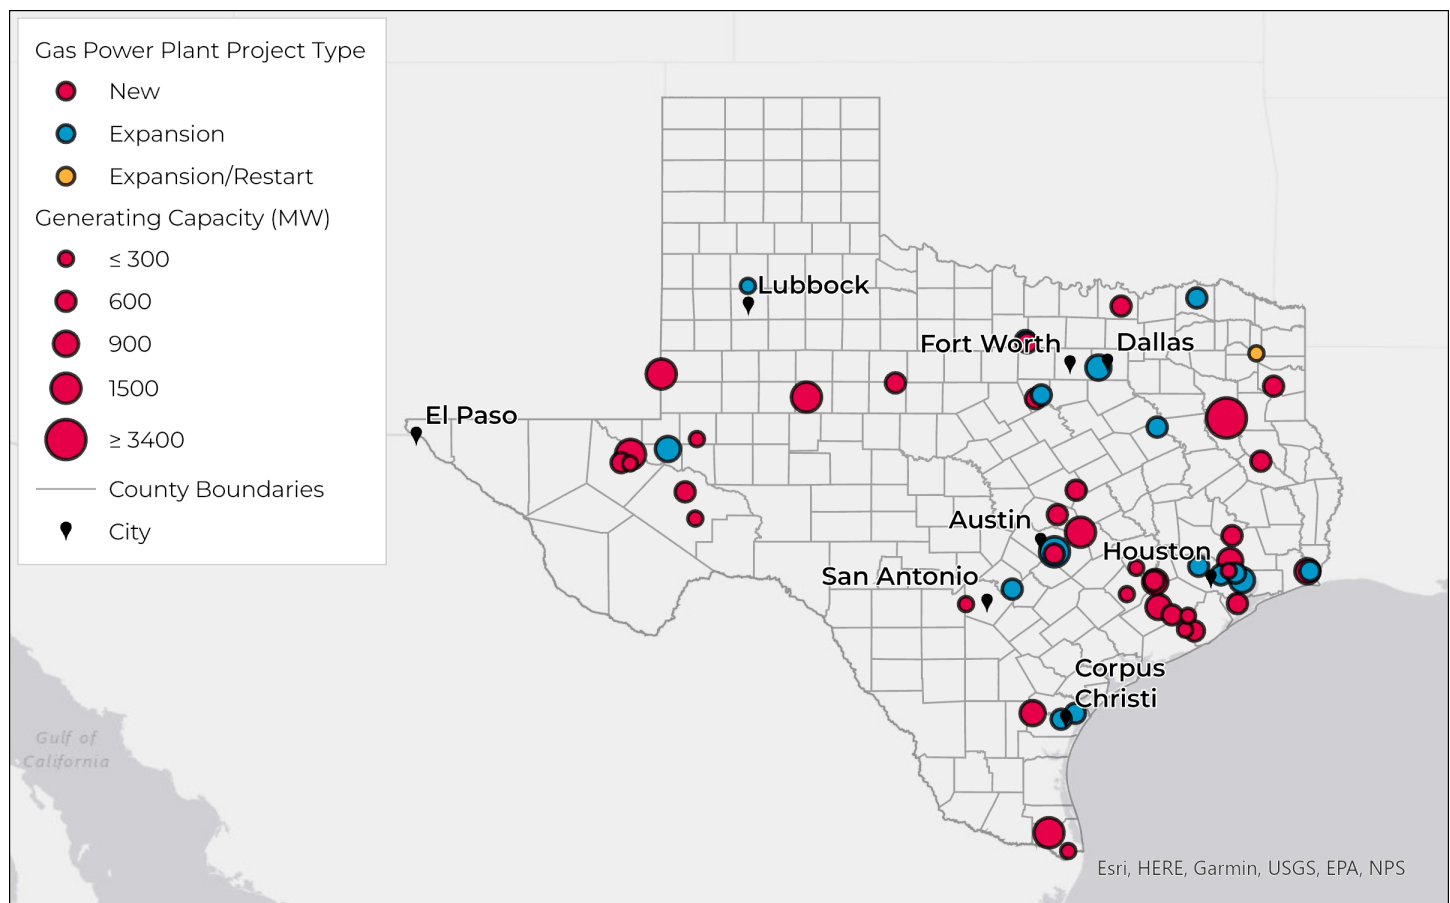 Gas Power Plant Project Type
New
Expansion
Expansion/Restart
Generating Capacity (MW)
≤ 300
600
900
1500
≥ 3400
County Boundaries
City
Lubbock
Fort Worth
Dallas
El Paso
Austin
Houston
San Antonio
Corpus
Christi
Gulf of
California
Esri, HERE, Garmin, USGS, EPA, NPS